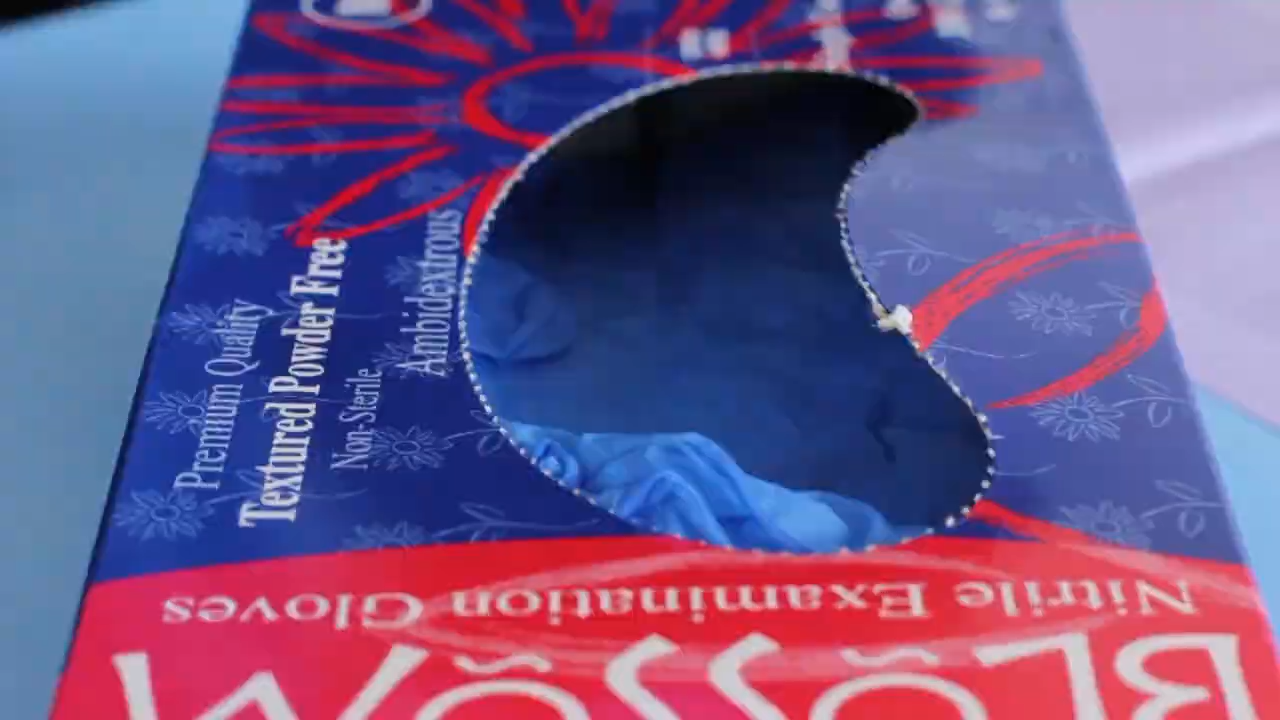 BLOSSOM
Nitrile Examination Gloves
Premium Quality
Textured Powder Free
Non-Sterile
Ambidextrous